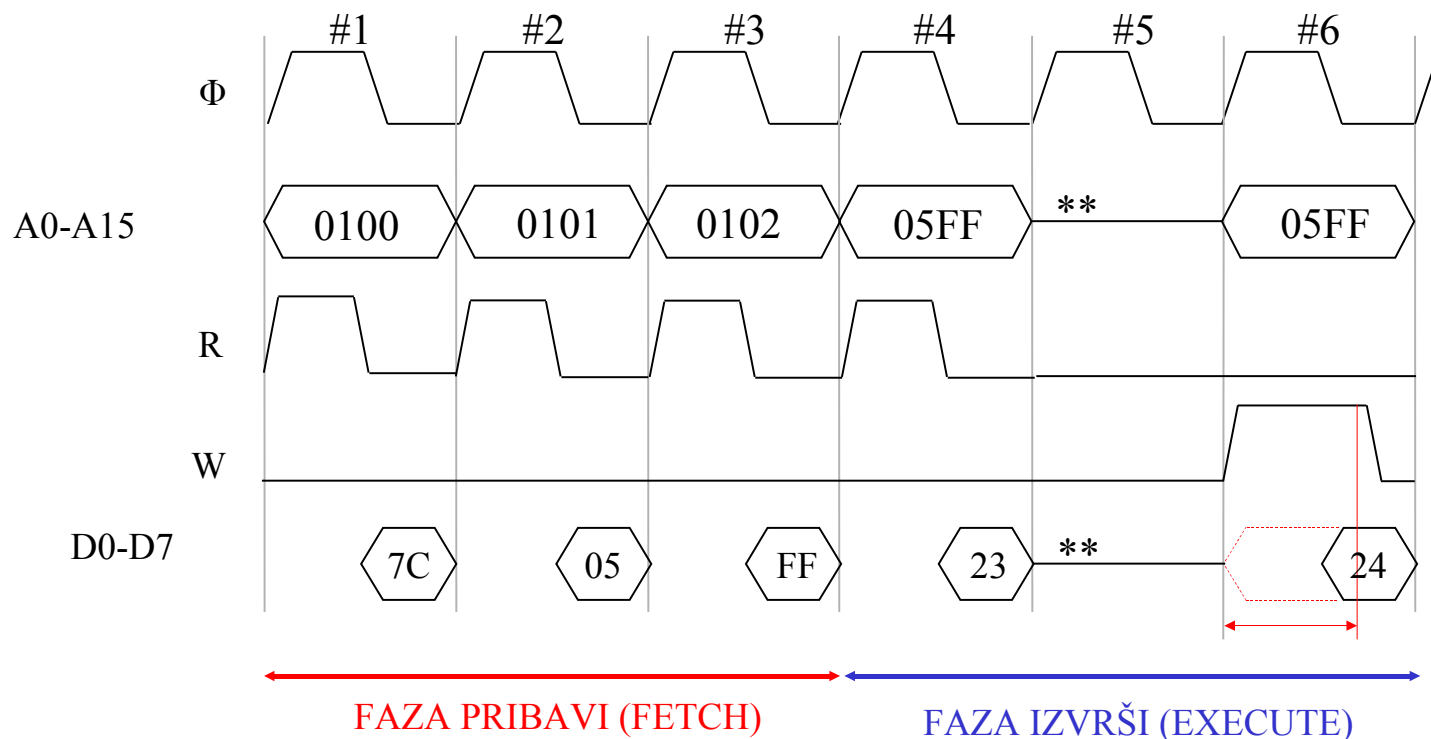 #1 #2 #3 #4 #5 #6
Φ
A0-A15 0100 0101 0102 05FF ** 05FF
R
W
D0-D7 7C 05 FF 23 ** 24
FAZA PRIBAVI (FETCH) FAZA IZVRŠI (EXECUTE)